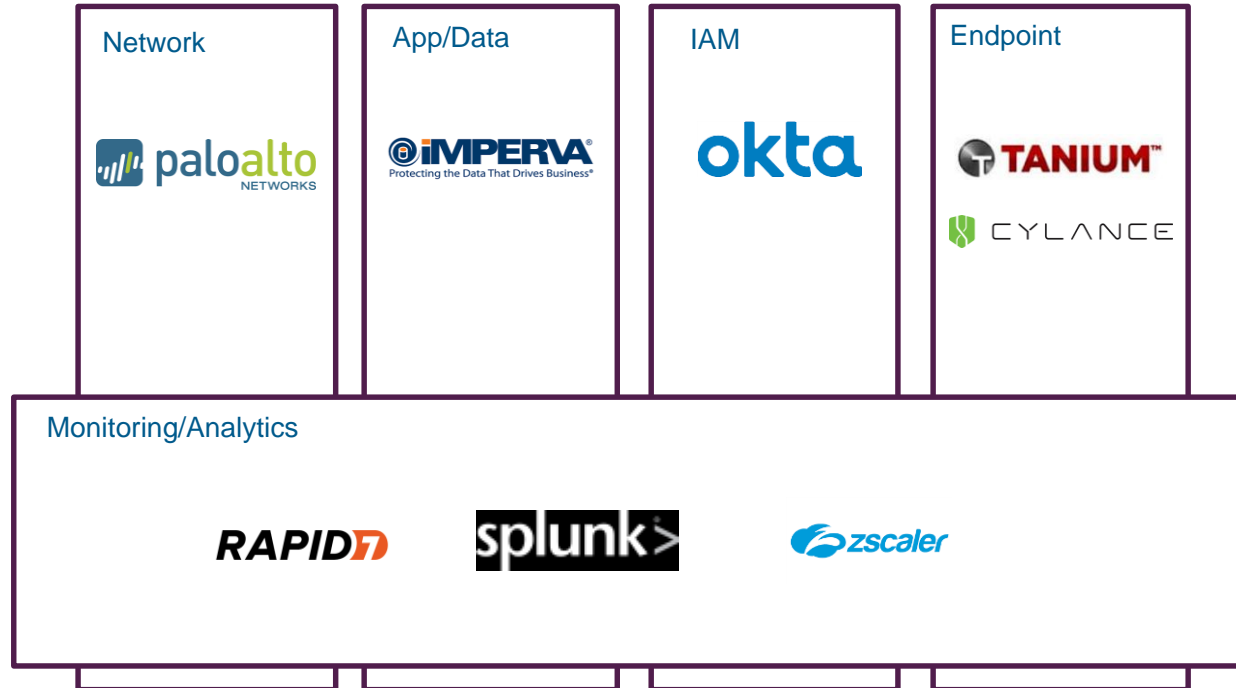 Network
App/Data
IAM
Endpoint
paloalto
NETWORKS
iMPERVA®
Protecting the Data That Drives Business®
okta
TANIUM™
CYLANCE
Monitoring/Analytics
RAPID7
splunk>
zscaler